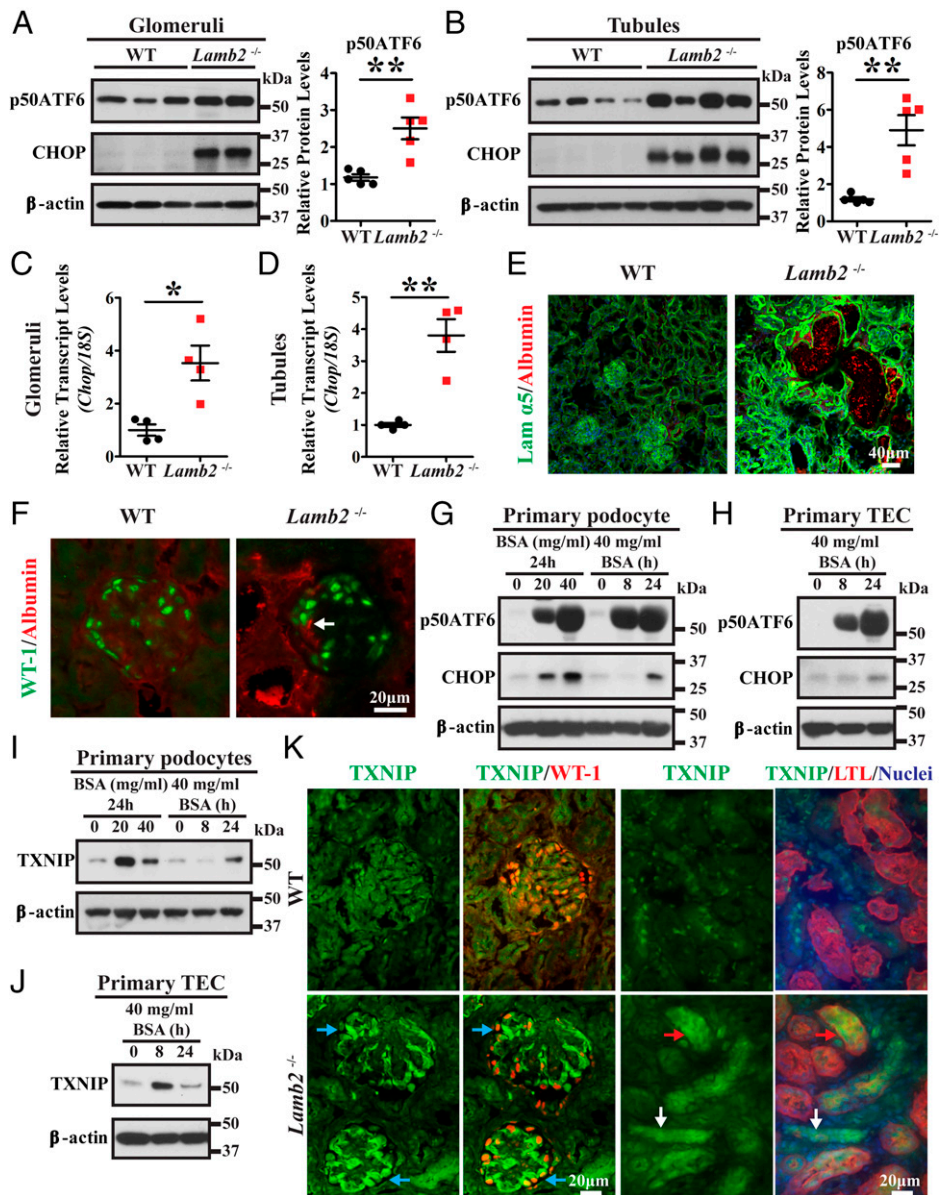 A
Glomeruli
WT Lamb2 -/-
kDa
p50ATF6
50
CHOP
37
25
β-actin
50
37
p50ATF6
**
Relative Protein Levels
4
3
2
1
0
WT Lamb2 -/-
B
Tubules
WT Lamb2 -/-
kDa
p50ATF6
50
CHOP
37
25
β-actin
50
37
p50ATF6
**
Relative Protein Levels
8
6
4
2
0
WT Lamb2 -/-
C
Glomeruli
Relative Transcript Levels
(Chop/18S)
*
6
4
2
0
WT Lamb2 -/-
D
Tubules
Relative Transcript Levels
(Chop/18S)
**
5
4
3
2
1
0
WT Lamb2 -/-
E
WT Lamb2 -/-
Lam α5/Albumin
40μm
F
WT Lamb2 -/-
WT-1/Albumin
20μm
G
Primary podocyte
BSA (mg/ml) 40 mg/ml
24h BSA (h)
0 20 40 0 8 24 kDa
p50ATF6
50
CHOP
37
25
β-actin
50
37
H
Primary TEC
40 mg/ml
BSA (h)
0 8 24 kDa
p50ATF6
50
CHOP
37
25
β-actin
50
37
I
Primary podocytes
BSA (mg/ml) 40 mg/ml
24h BSA (h)
0 20 40 0 8 24 kDa
TXNIP
50
β-actin
50
37
J
Primary TEC
40 mg/ml
BSA (h)
0 8 24 kDa
TXNIP
50
β-actin
50
37
K
TXNIP TXNIP/WT-1 TXNIP TXNIP/LTL/Nuclei
WT
Lamb2 -/-
20μm 20μm